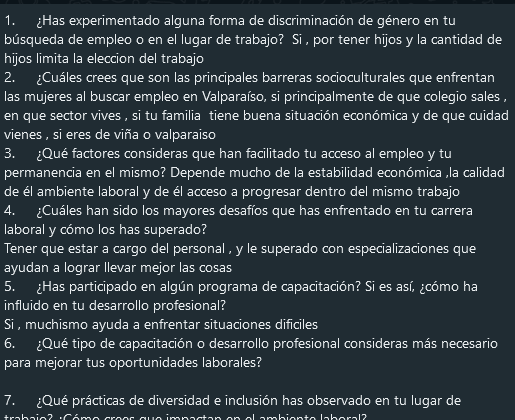 1. ¿Has experimentado alguna forma de discriminación de género en tu
búsqueda de empleo o en el lugar de trabajo? Si , por tener hijos y la cantidad de
hijos limita la eleccion del trabajo
2. ¿Cuáles crees que son las principales barreras socioculturales que enfrentan
las mujeres al buscar empleo en Valparaíso, si principalmente de que colegio sales ,
en que sector vives , si tu familia tiene buena situación económica y de que cuidad
vienes , si eres de viña o valparaiso
3. ¿Qué factores consideras que han facilitado tu acceso al empleo y tu
permanencia en el mismo? Depende mucho de la estabilidad económica ,la calidad
de él ambiente laboral y de él acceso a progresar dentro del mismo trabajo
4. ¿Cuáles han sido los mayores desafíos que has enfrentado en tu carrera
laboral y cómo los has superado?
Tener que estar a cargo del personal , y le superado con especializaciones que
ayudan a lograr llevar mejor las cosas
5. ¿Has participado en algún programa de capacitación? Si es así, ¿cómo ha
influido en tu desarrollo profesional?
Si , muchismo ayuda a enfrentar situaciones dificiles
6. ¿Qué tipo de capacitación o desarrollo profesional consideras más necesario
para mejorar tus oportunidades laborales?
7. ¿Qué prácticas de diversidad e inclusión has observado en tu lugar de
trabajo? ¿Cómo crees que impactan en el ambiente laboral?